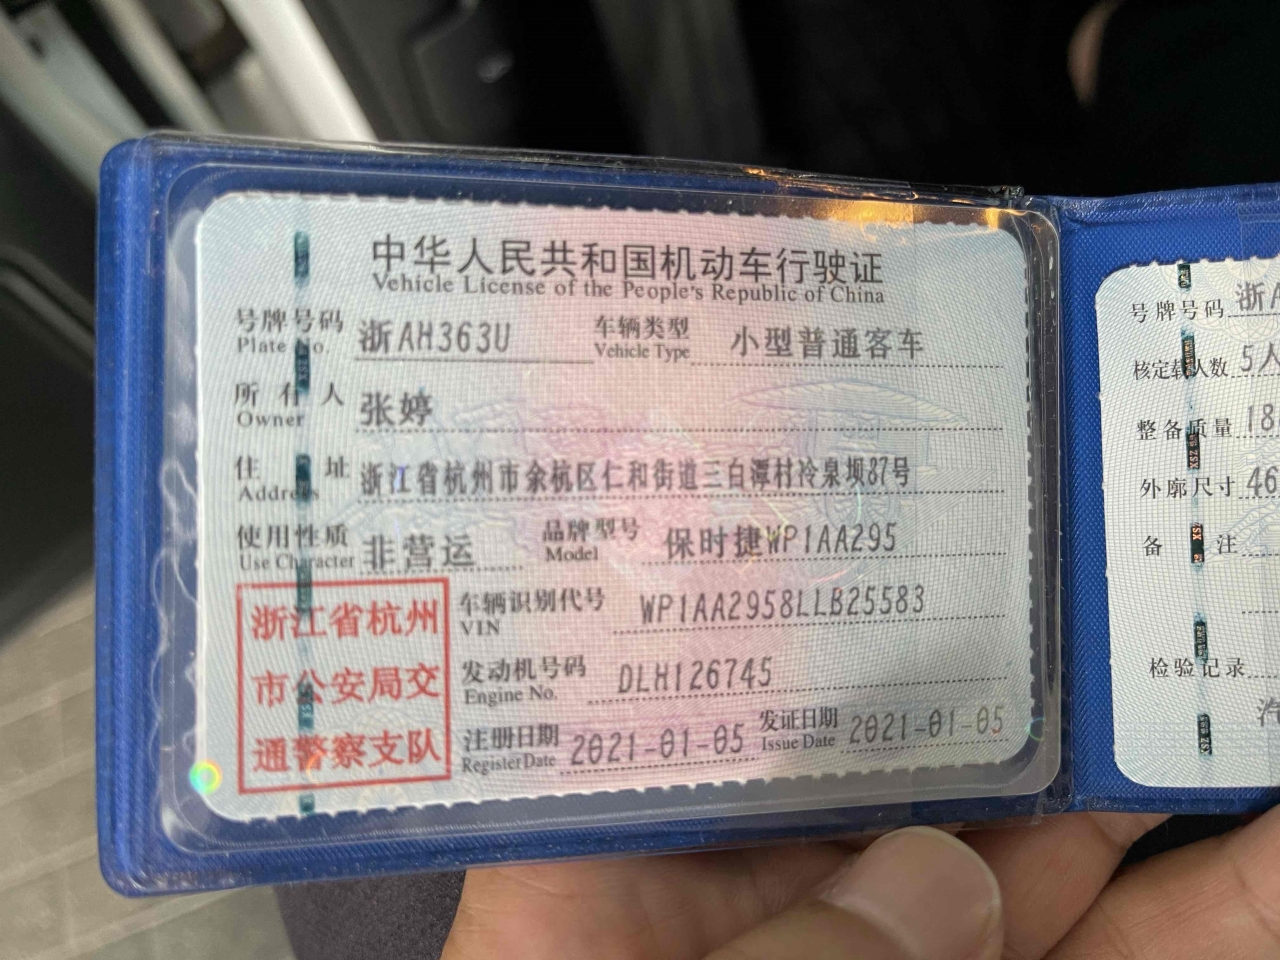 中华人民共和国机动车行驶证
Vehicle License of the People's Republic of China
号牌号码 浙AH363U 车辆类型 小型普通客车
Plate No. Vehicle Type
所有人 张婷
Owner
住址 浙江省杭州市余杭区仁和街道三白潭村冷泉坝87号
Address
使用性质 非营运 品牌型号 保时捷WP1AA295
Use Character Model
浙江省杭州
市公安局交
通警察支队
车辆识别代号 WP1AA2958LLB25583
VIN
发动机号码 DLH126745
Engine No.
注册日期 2021-01-05 发证日期 2021-01-05
Register Date Issue Date
号牌号码 浙A
核定载人数 5人
整备质量 18
外廓尺寸 46
备注
检验记录